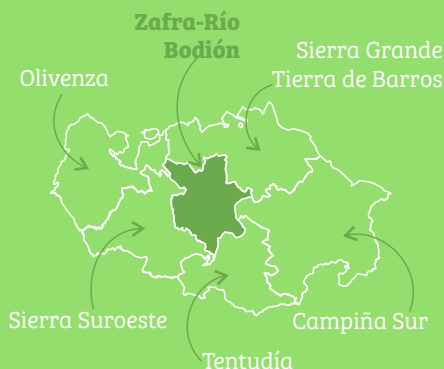 Zafra-Río
Bodión
Sierra Grande
Tierra de Barros
Olivenza
Sierra Suroeste
Campiña Sur
Tentudía